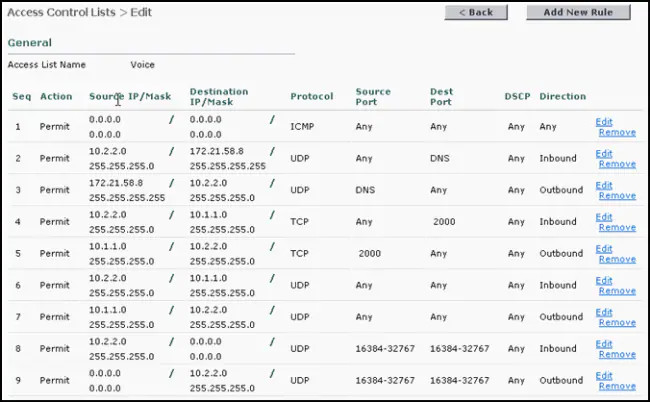 Access Control Lists > Edit
< Back
Add New Rule
General
Access List Name Voice
Seq Action Source IP/Mask Destination IP/Mask Protocol Source Port Dest Port DSCP Direction
1 Permit 0.0.0.0 / 0.0.0.0 / ICMP Any Any Any Any Edit
0.0.0.0 0.0.0.0 Remove
2 Permit 10.2.2.0 / 172.21.58.8 / UDP Any DNS Any Inbound Edit
255.255.255.0 255.255.255.255 Remove
3 Permit 172.21.58.8 / 10.2.2.0 / UDP DNS Any Any Outbound Edit
255.255.255.255 255.255.255.0 Remove
4 Permit 10.2.2.0 / 10.1.1.0 / TCP Any 2000 Any Inbound Edit
255.255.255.0 255.255.255.0 Remove
5 Permit 10.1.1.0 / 10.2.2.0 / TCP 2000 Any Any Outbound Edit
255.255.255.0 255.255.255.0 Remove
6 Permit 10.2.2.0 / 10.1.1.0 / UDP Any Any Any Inbound Edit
255.255.255.0 255.255.255.0 Remove
7 Permit 10.1.1.0 / 10.2.2.0 / UDP Any Any Any Outbound Edit
255.255.255.0 255.255.255.0 Remove
8 Permit 10.2.2.0 / 0.0.0.0 / UDP 16384-32767 16384-32767 Any Inbound Edit
255.255.255.0 0.0.0.0 Remove
9 Permit 0.0.0.0 / 10.2.2.0 / UDP 16384-32767 16384-32767 Any Outbound Edit
0.0.0.0 255.255.255.0 Remove